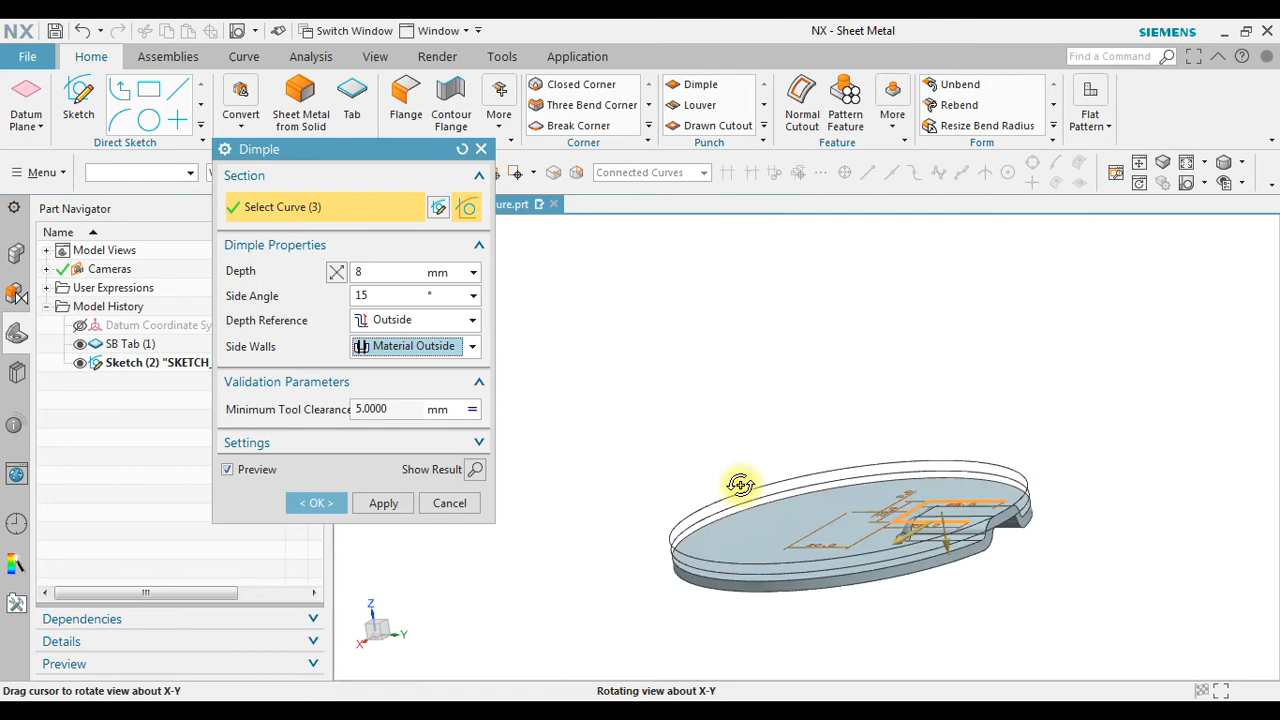 NX
Switch Window
Window
NX - Sheet Metal
SIEMENS
File
Home
Assemblies
Curve
Analysis
View
Render
Tools
Application
Find a Command
Datum Plane
Sketch
Direct Sketch
Convert
Sheet Metal from Solid
Tab
Flange
Contour Flange
More
Closed Corner
Three Bend Corner
Break Corner
Corner
Dimple
Louver
Drawn Cutout
Punch
Normal Cutout
Pattern Feature
More
Feature
Unbend
Rebend
Resize Bend Radius
Form
Flat Pattern
Menu
Connected Curves
ure.prt
Part Navigator
Name
Model Views
Cameras
User Expressions
Model History
Datum Coordinate Sy
SB Tab (1)
Sketch (2) "SKETCH_
Dependencies
Details
Preview
Dimple
Section
Select Curve (3)
Dimple Properties
Depth
8
mm
Side Angle
15
°
Depth Reference
Outside
Side Walls
Material Outside
Validation Parameters
Minimum Tool Clearance
5.0000
mm
Settings
Preview
Show Result
< OK >
Apply
Cancel
Z
Y
X
Drag cursor to rotate view about X-Y
Rotating view about X-Y